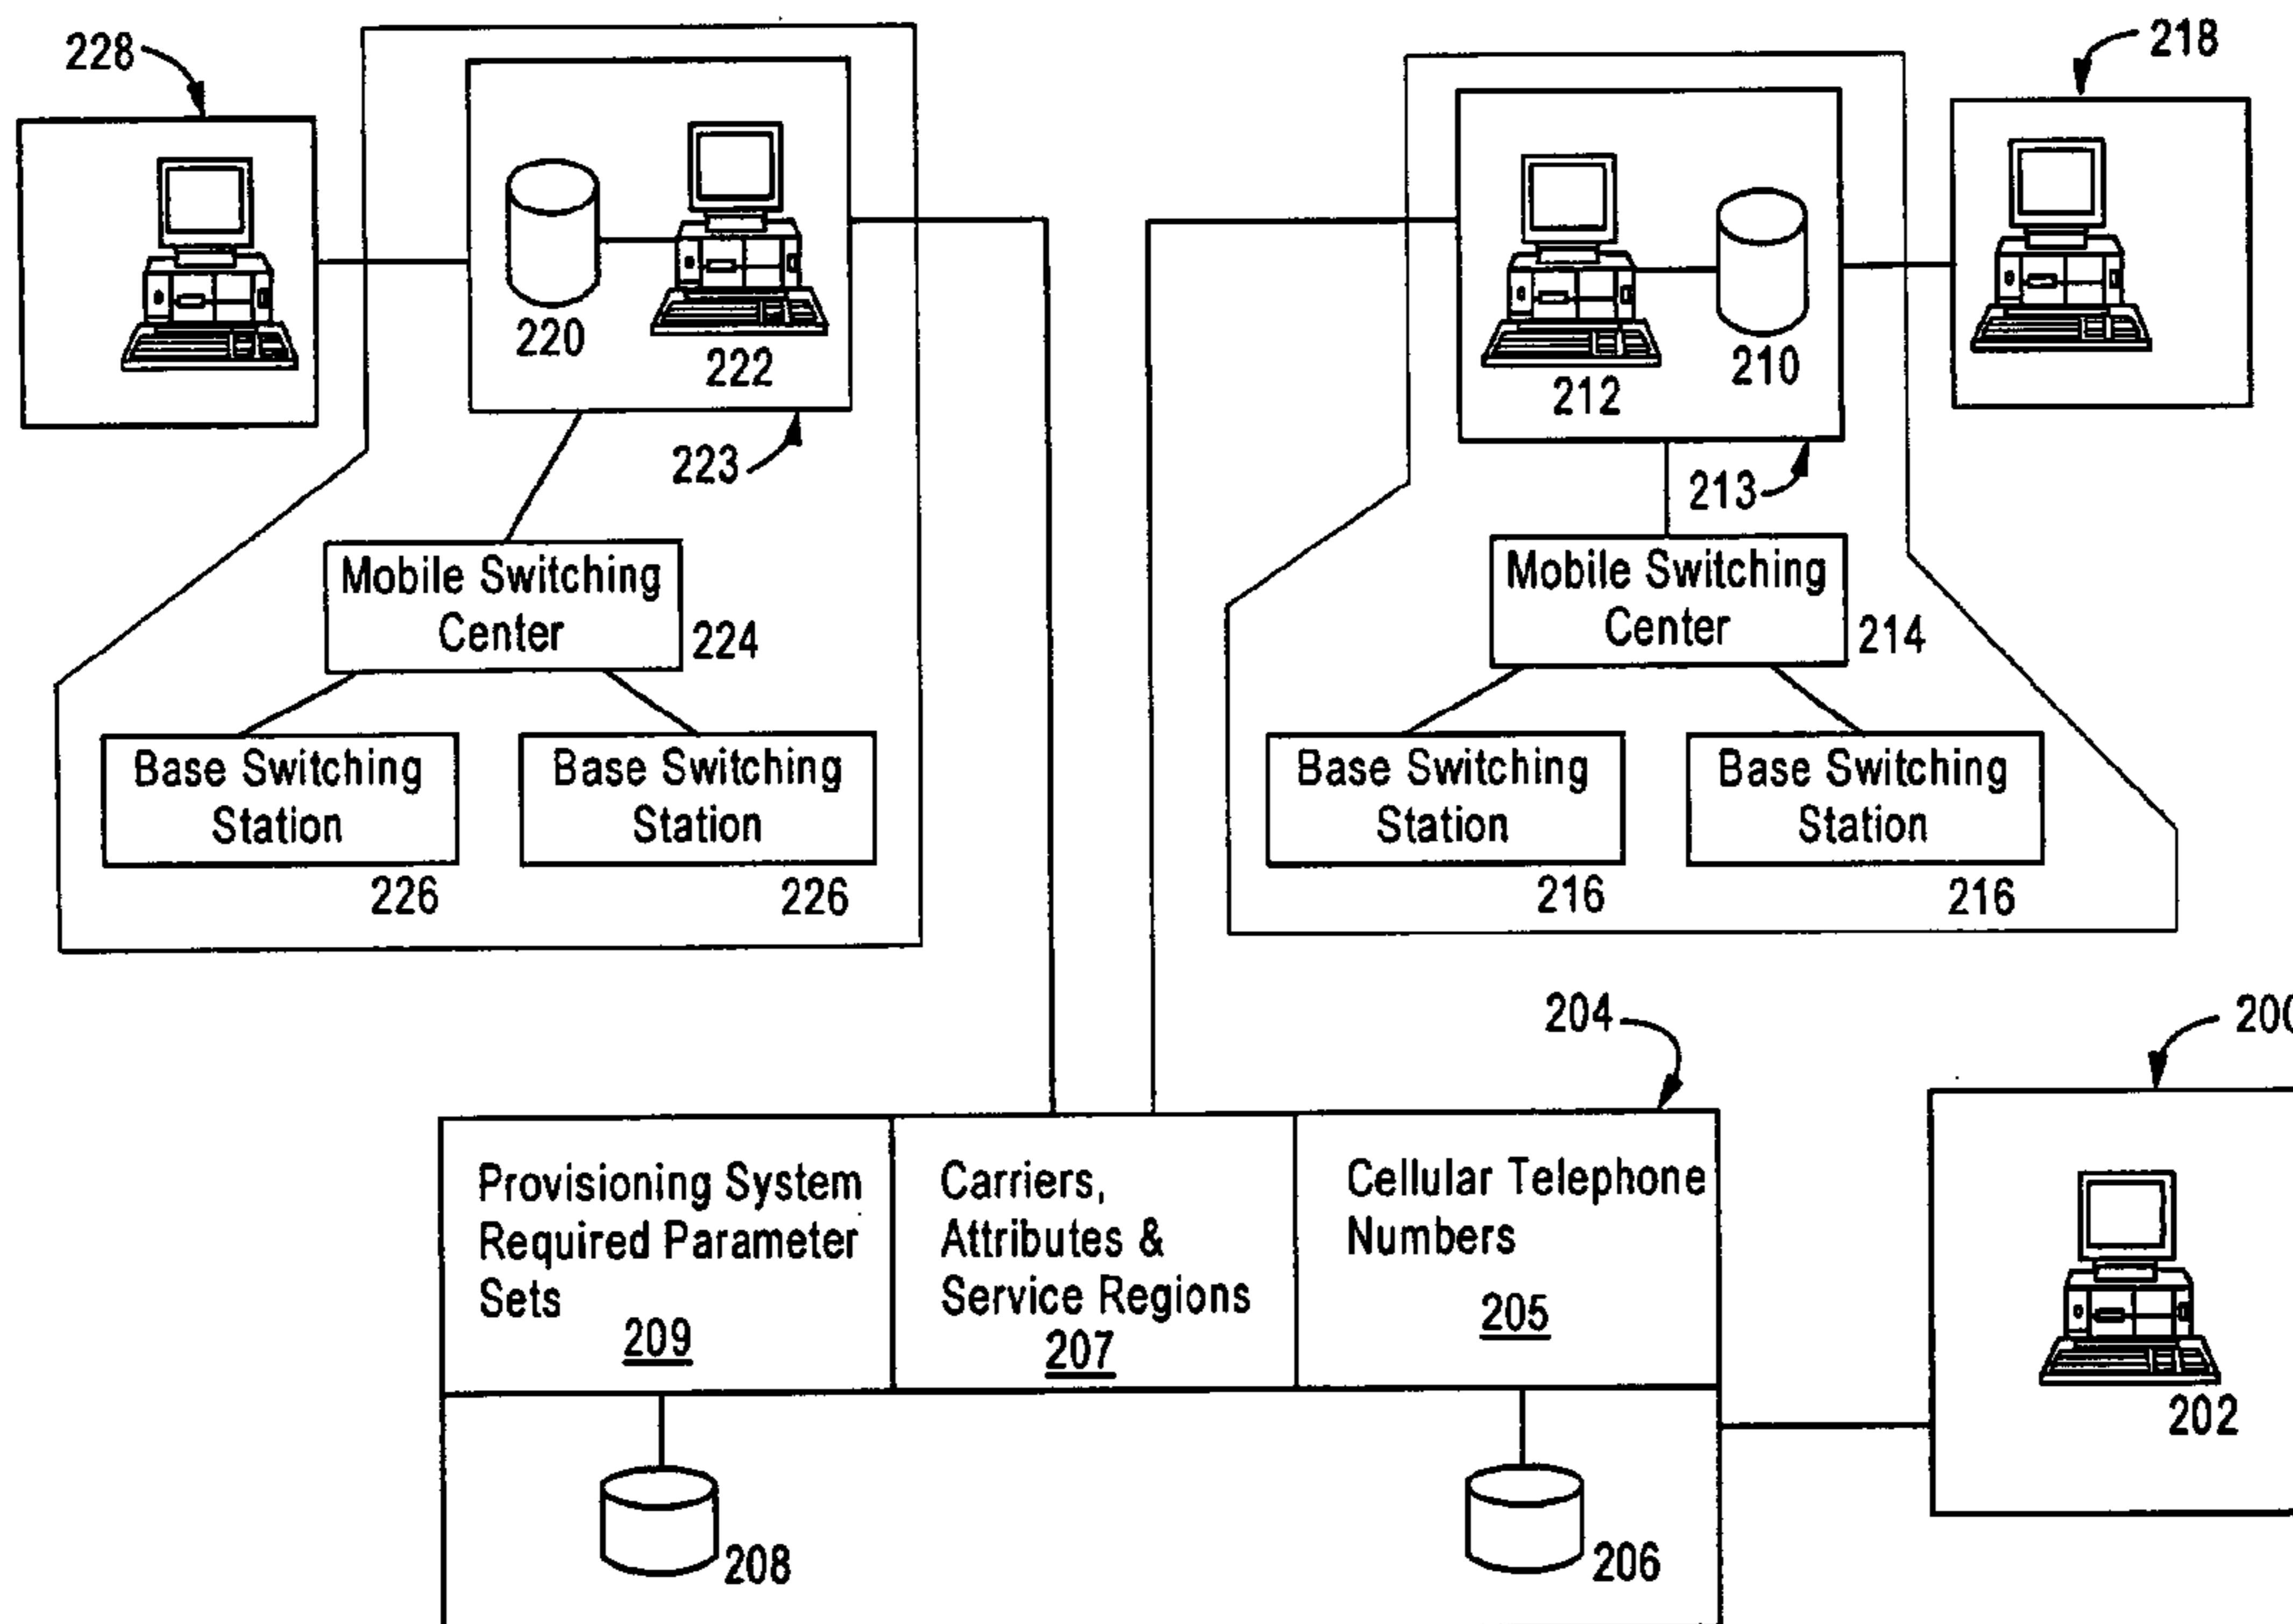 228
218
220
222
212
210
223
213
Mobile Switching
Center
224
Mobile Switching
Center
214
Base Switching
Station
226
Base Switching
Station
226
Base Switching
Station
216
Base Switching
Station
216
204
200
Provisioning System
Required Parameter
Sets
209
Carriers,
Attributes &
Service Regions
207
Cellular Telephone
Numbers
205
202
208
206